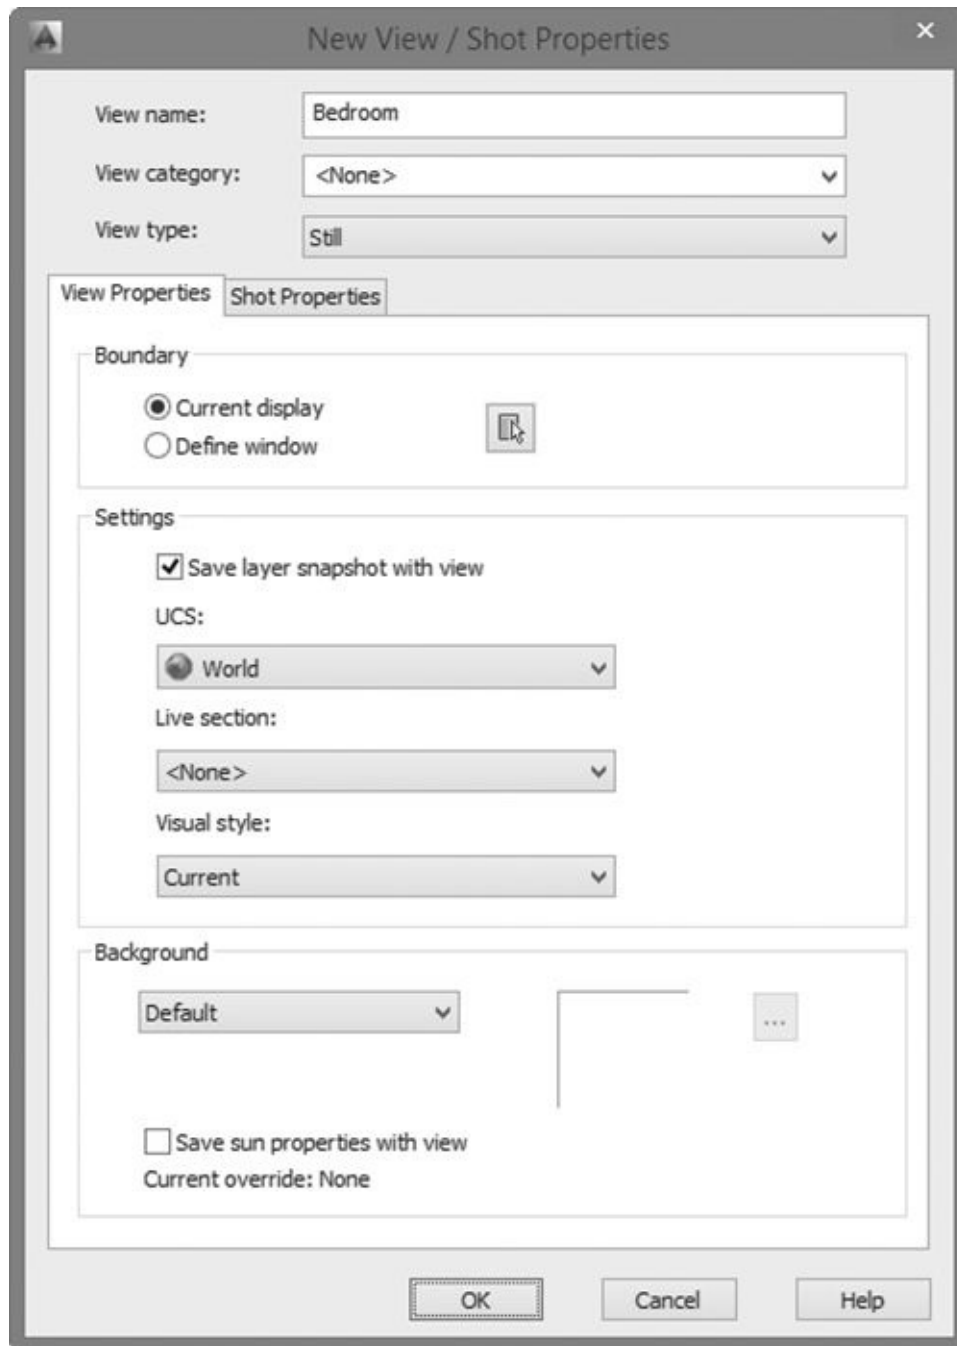 New View / Shot Properties
View name: Bedroom
View category: <None>
View type: Still
View Properties Shot Properties
Boundary
Current display
Define window
Settings
Save layer snapshot with view
UCS:
World
Live section:
<None>
Visual style:
Current
Background
Default ...
Save sun properties with view
Current override: None
OK Cancel Help